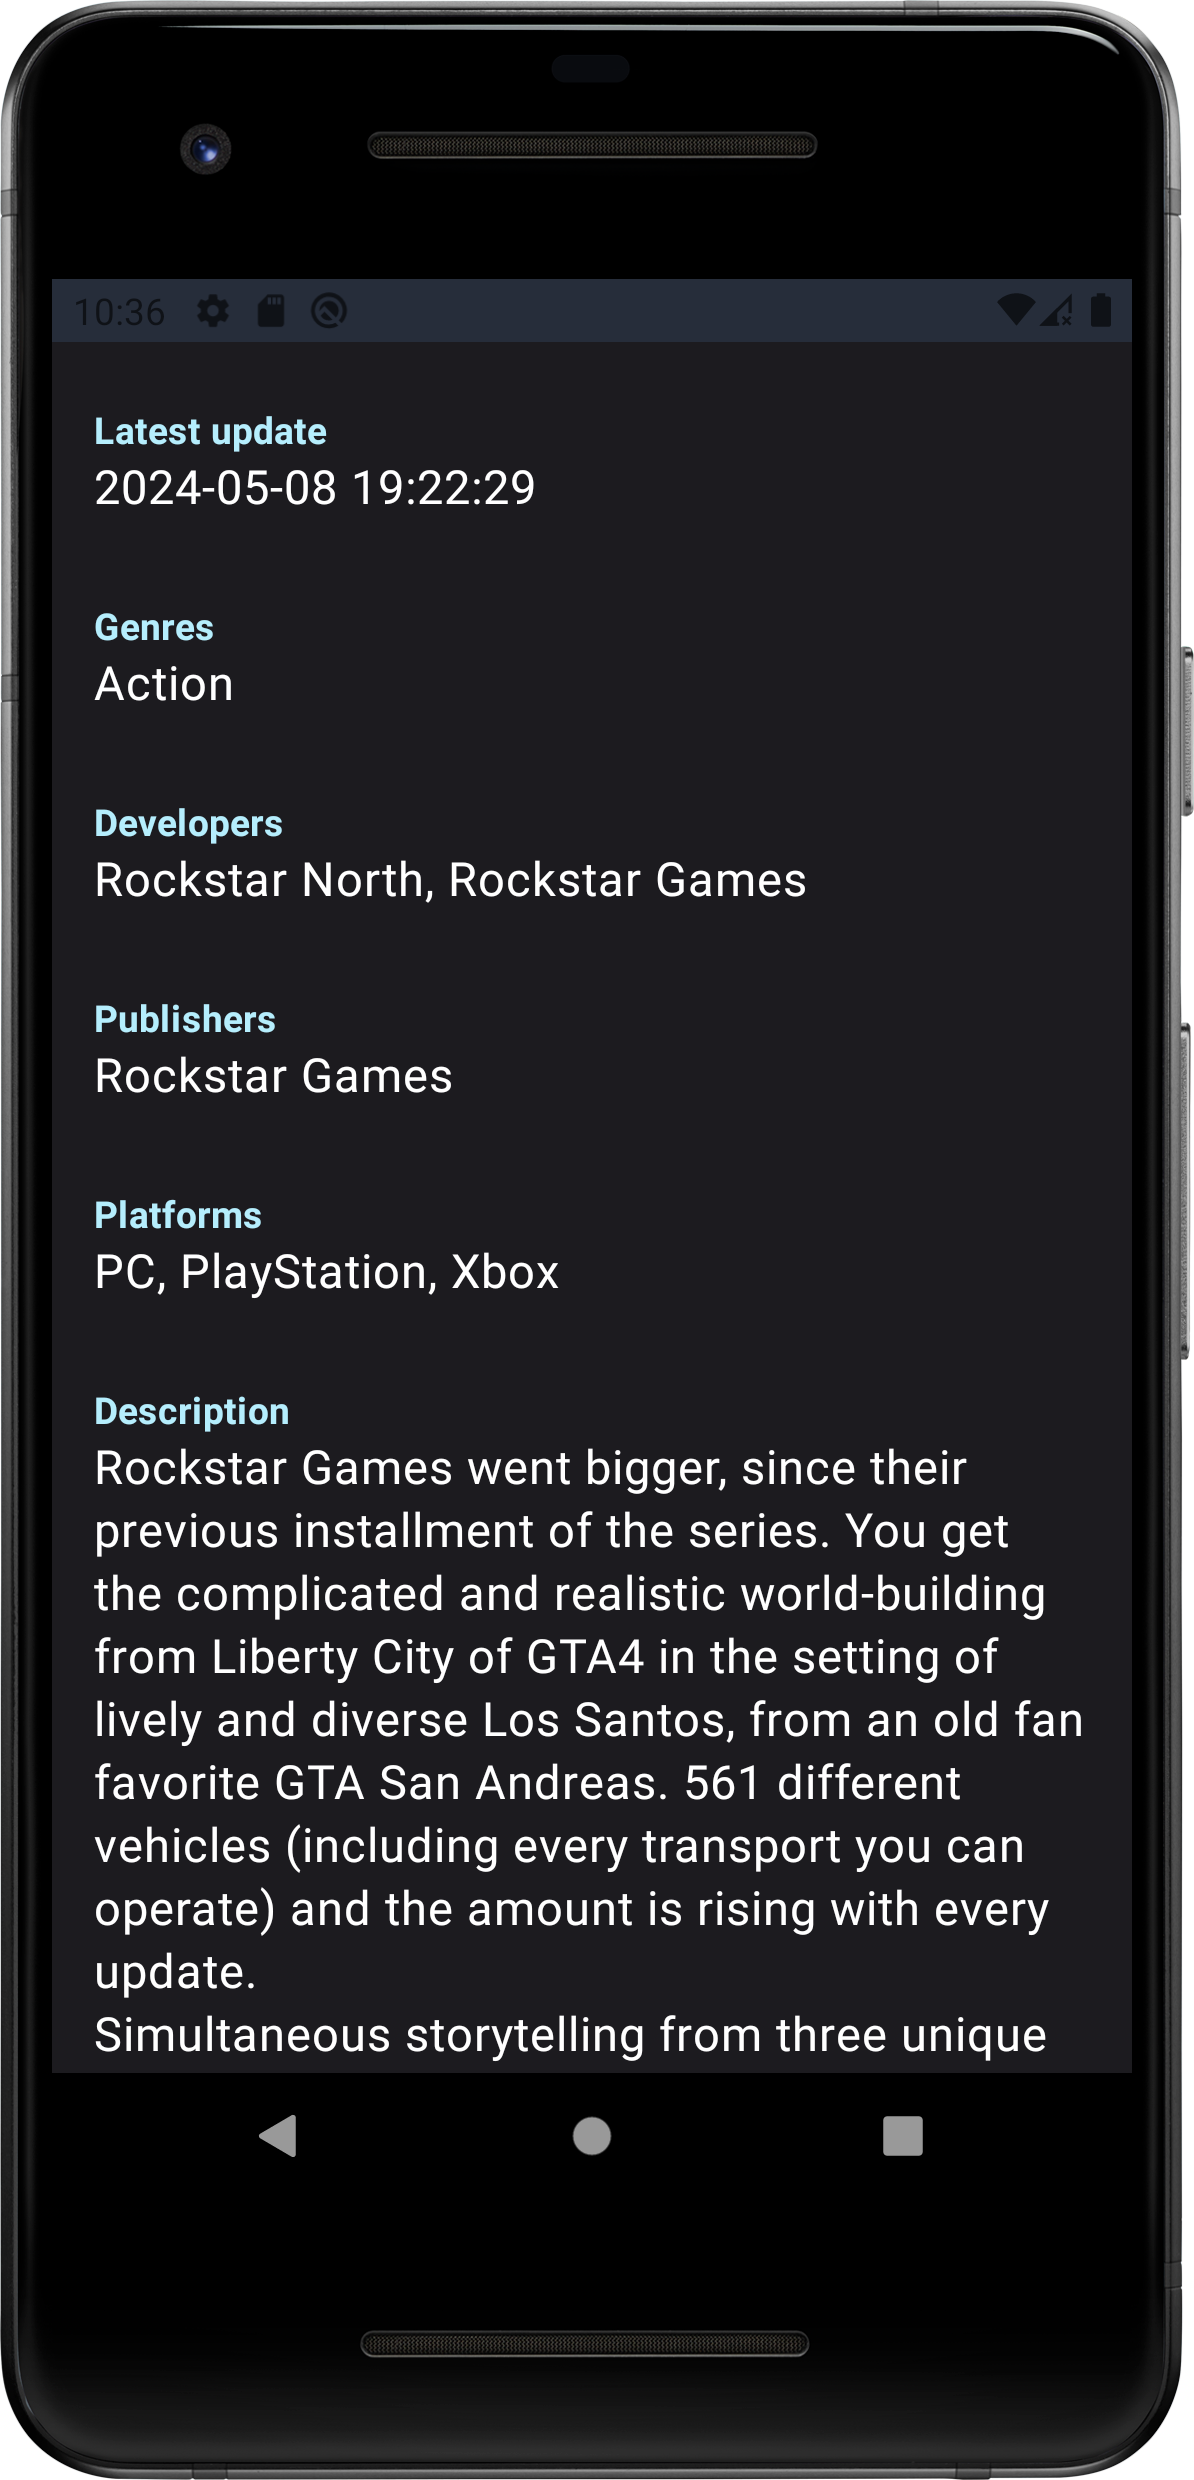 10:36
Latest update
2024-05-08 19:22:29
Genres
Action
Developers
Rockstar North, Rockstar Games
Publishers
Rockstar Games
Platforms
PC, PlayStation, Xbox
Description
Rockstar Games went bigger, since their
previous installment of the series. You get
the complicated and realistic world-building
from Liberty City of GTA4 in the setting of
lively and diverse Los Santos, from an old fan
favorite GTA San Andreas. 561 different
vehicles (including every transport you can
operate) and the amount is rising with every
update.
Simultaneous storytelling from three unique